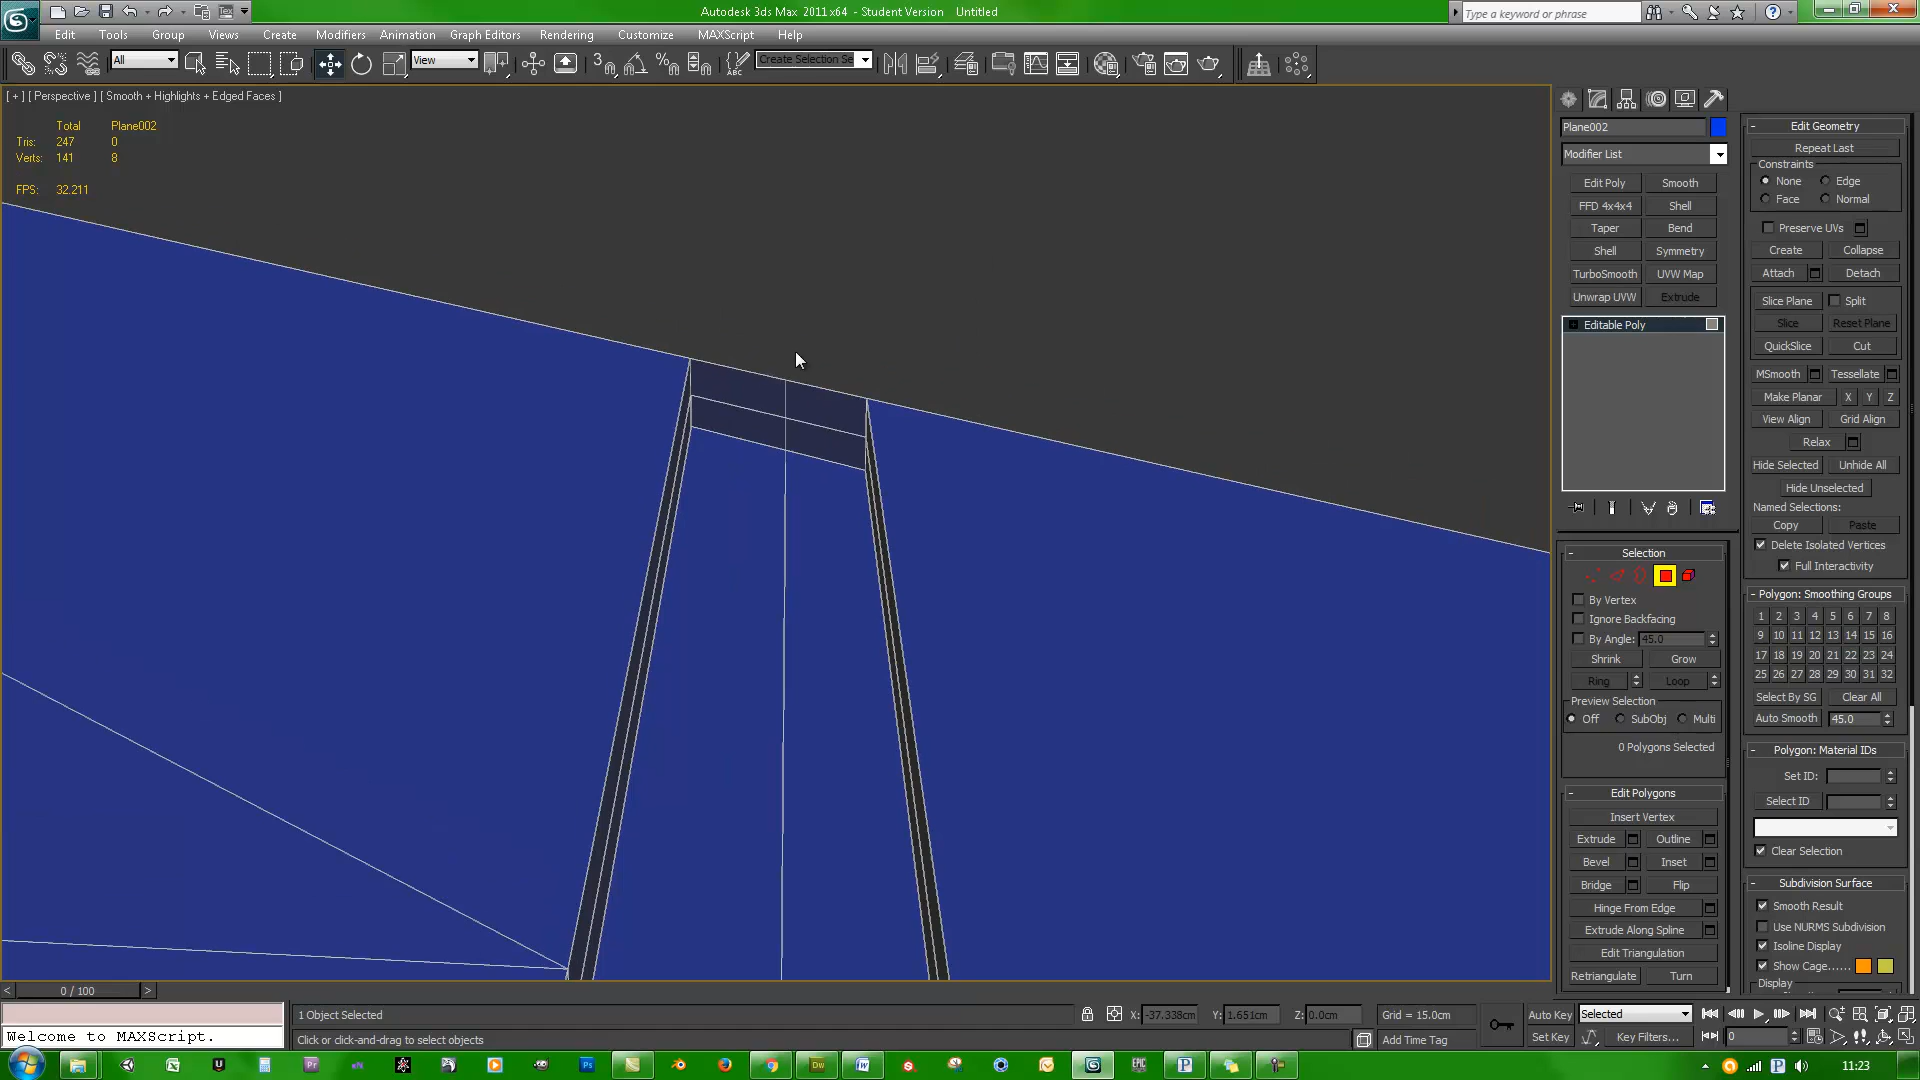 Autodesk 3ds Max 2011 x64 - Student Version Untitled
Type a keyword or phrase
Edit Tools Group Views Create Modifiers Animation Graph Editors Rendering Customize MAXScript Help
All View Create Selection Se
[ + ] [ Perspective ] [ Smooth + Highlights + Edged Faces ]
Total Plane002
Tris: 247 0
Verts: 141 8
FPS: 32.211
Plane002
Modifier List
Edit Poly Smooth
FFD 4x4x4 Shell
Taper Bend
Shell Symmetry
TurboSmooth UVW Map
Unwrap UVW Extrude
Editable Poly
Selection
By Vertex
Ignore Backfacing
By Angle: 45.0
Shrink Grow
Ring Loop
Preview Selection
Off SubObj Multi
0 Polygons Selected
Edit Polygons
Insert Vertex
Extrude Outline
Bevel Inset
Bridge Flip
Hinge From Edge
Extrude Along Spline
Edit Triangulation
Retriangulate Turn
Edit Geometry
Repeat Last
Constraints
None Edge
Face Normal
Preserve UVs
Create Collapse
Attach Detach
Slice Plane Split
Slice Reset Plane
QuickSlice Cut
MSmooth Tessellate
Make Planar X Y Z
View Align Grid Align
Relax
Hide Selected Unhide All
Hide Unselected
Named Selections:
Copy Paste
Delete Isolated Vertices
Full Interactivity
Polygon: Smoothing Groups
1 2 3 4 5 6 7 8
9 10 11 12 13 14 15 16
17 18 19 20 21 22 23 24
25 26 27 28 29 30 31 32
Select By SG Clear All
Auto Smooth 45.0
Polygon: Material IDs
Set ID:
Select ID
Clear Selection
Subdivision Surface
Smooth Result
Use NURMS Subdivision
Isoline Display
Show Cage......
Display
0 / 100
Welcome to MAXScript.
1 Object Selected
Click or click-and-drag to select objects
X: -37.338cm Y: 1.651cm Z: 0.0cm Grid = 15.0cm
Add Time Tag
Auto Key Selected
Set Key Key Filters... 0
11:23